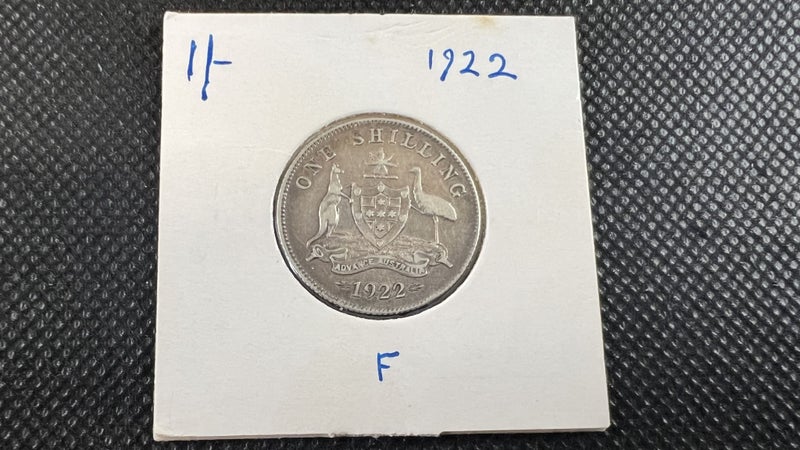 1/- 1922
ONE SHILLING
ADVANCE AUSTRALIA
1922
F